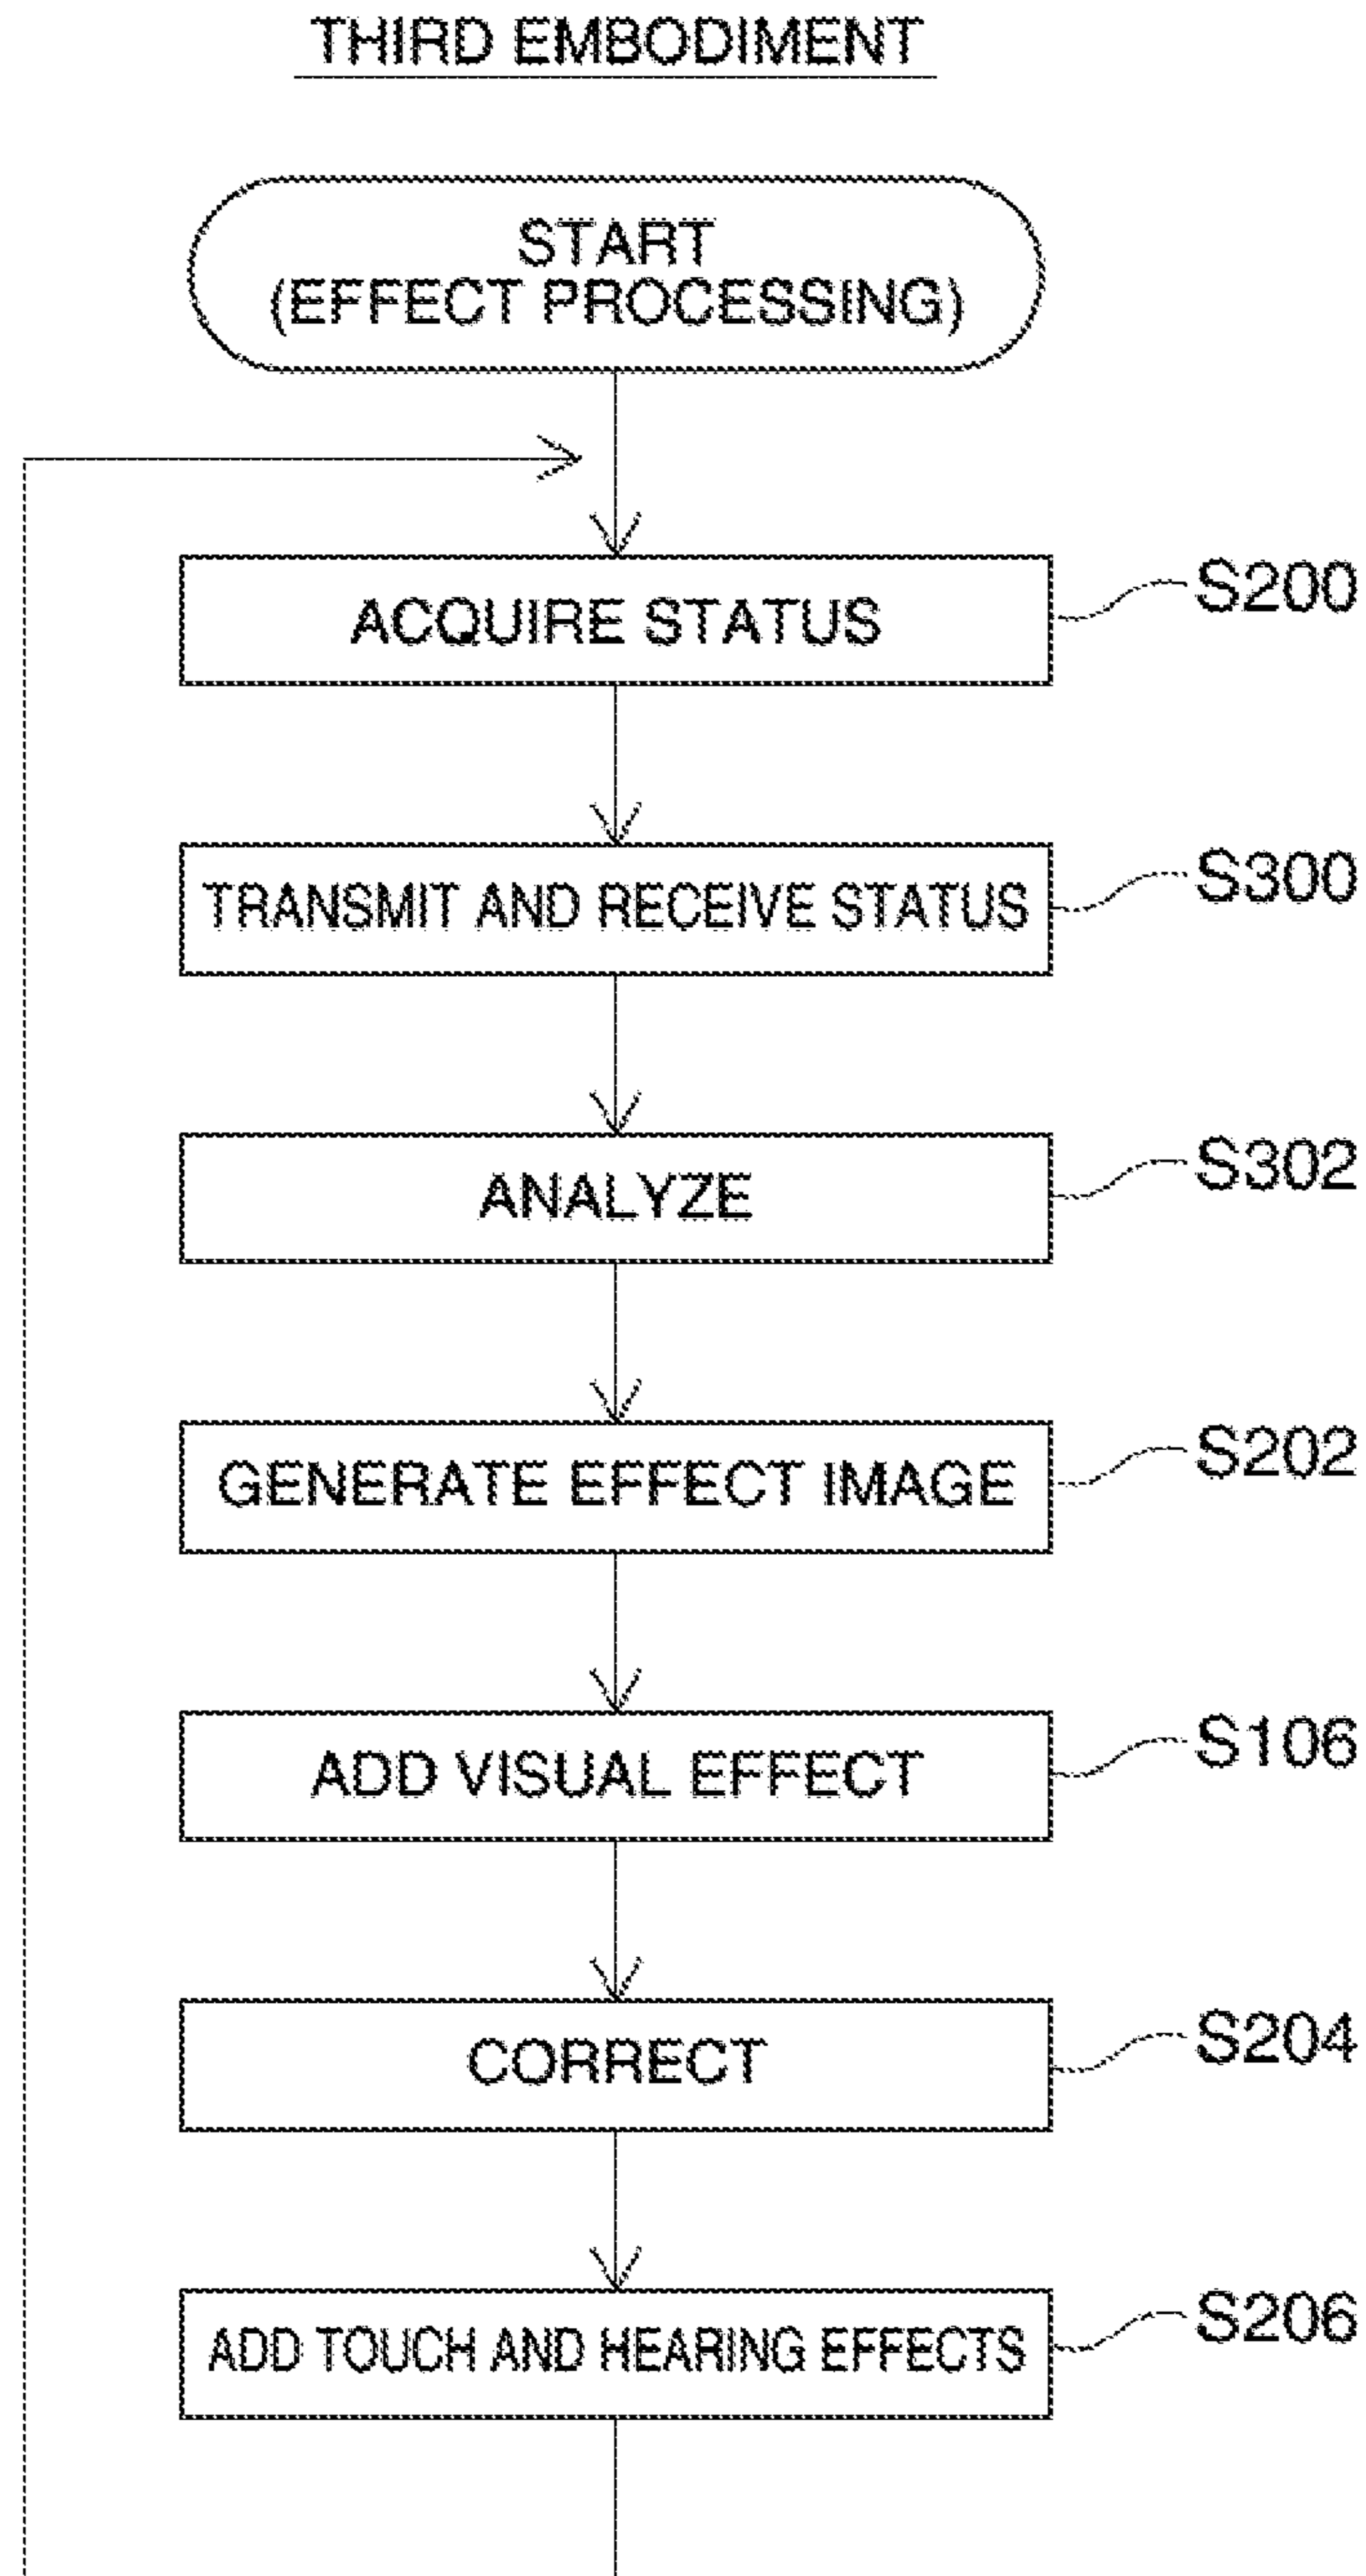 THIRD EMBODIMENT
START
(EFFECT PROCESSING)
ACQUIRE STATUS
S200
TRANSMIT AND RECEIVE STATUS
S300
ANALYZE
S302
GENERATE EFFECT IMAGE
S202
ADD VISUAL EFFECT
S106
CORRECT
S204
ADD TOUCH AND HEARING EFFECTS
S206